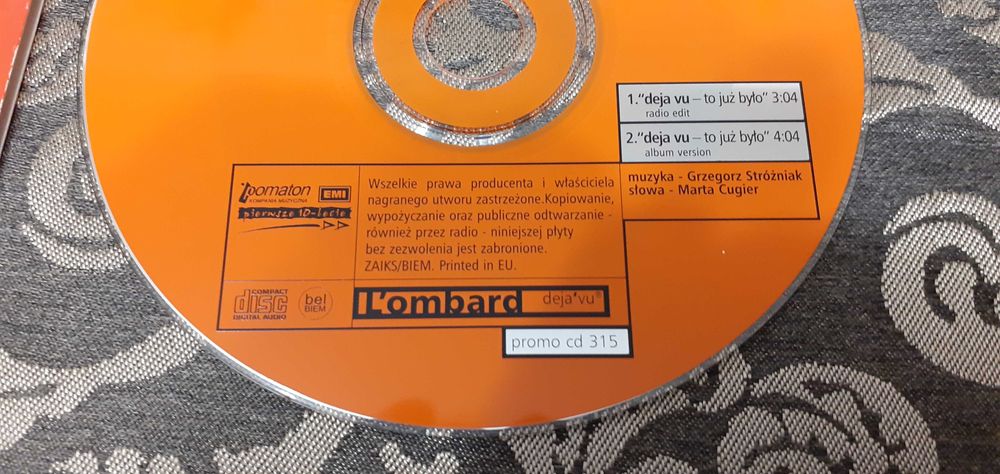 1."deja vu – to już było" 3:04
radio edit
2."deja vu – to już było" 4:04
album version
muzyka - Grzegorz Stróżniak
słowa - Marta Cugier
pomaton EMI
KOMPANIA MUZYCZNA
pierwsze 10-lecie
Wszelkie prawa producenta i właściciela
nagranego utworu zastrzeżone.Kopiowanie,
wypożyczanie oraz publiczne odtwarzanie -
również przez radio - niniejszej płyty
bez zezwolenia jest zabronione.
ZAIKS/BIEM. Printed in EU.
COMPACT
disc
DIGITAL AUDIO
be!
BIEM
L'ombard deja'vu®
promo cd 315